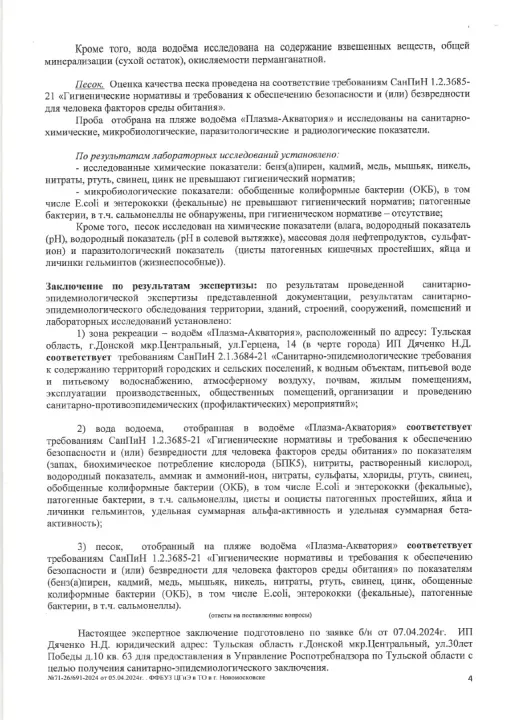 Кроме того, вода водоёма исследована на содержание взвешенных веществ, общей
минерализации (сухой остаток), окисляемости перманганатной.
Песок. Оценка качества песка проведена на соответствие требованиям СанПиН 1.2.3685-
21 «Гигиенические нормативы и требования к обеспечению безопасности и (или) безвредности
для человека факторов среды обитания».
Проба отобрана на пляже водоёма «Плазма-Акватория» и исследованы на санитарно-
химические, микробиологические, паразитологические и радиологические показатели.
По результатам лабораторных исследований установлено:
- исследованные химические показатели: бенз(а)пирен, кадмий, медь, мышьяк, никель,
нитраты, ртуть, свинец, цинк не превышают гигиенический норматив;
- микробиологические показатели: обобщенные колиформные бактерии (ОКБ), в том
числе E.coli и энтерококки (фекальные) не превышают гигиенический норматив; патогенные
бактерии, в т.ч. сальмонеллы не обнаружены, при гигиеническом нормативе – отсутствие;
Кроме того, песок исследован на химические показатели (влага, водородный показатель
(рН), водородный показатель (рН в солевой вытяжке), массовая доля нефтепродуктов, сульфат-
ион) и паразитологический показатель (цисты патогенных кишечных простейших, яйца и
личинки гельминтов (жизнеспособные)).
Заключение по результатам экспертизы: по результатам проведенной санитарно-
эпидемиологической экспертизы представленной документации, результатам санитарно-
эпидемиологического обследования территории, зданий, строений, сооружений, помещений и
лабораторных исследований установлено:
1) зона рекреации – водоём «Плазма-Акватория», расположенный по адресу: Тульская
область, г.Донской мкр.Центральный, ул.Герцена, 14 (в черте города) ИП Дяченко Н.Д.
соответствует требованиям СанПиН 2.1.3684-21 «Санитарно-эпидемиологические требования
к содержанию территорий городских и сельских поселений, к водным объектам, питьевой воде
и питьевому водоснабжению, атмосферному воздуху, почвам, жилым помещениям,
эксплуатации производственных, общественных помещений, организации и проведению
санитарно-противоэпидемических (профилактических) мероприятий»;
2) вода водоема, отобранная в водоёме «Плазма-Акватория» соответствует
требованиям СанПиН 1.2.3685-21 «Гигиенические нормативы и требования к обеспечению
безопасности и (или) безвредности для человека факторов среды обитания» по показателям
(запах, биохимическое потребление кислорода (БПК5), нитриты, растворенный кислород,
водородный показатель, аммиак и аммоний-ион, нитраты, сульфаты, хлориды, ртуть, свинец,
обобщенные колиформные бактерии (ОКБ), в том числе E.coli и энтерококки (фекальные),
патогенные бактерии, в т.ч. сальмонеллы, цисты и ооцисты патогенных простейших, яйца и
личинки гельминтов, удельная суммарная альфа-активность и удельная суммарная бета-
активность);
3) песок, отобранный на пляже водоёма «Плазма-Акватория» соответствует
требованиям СанПиН 1.2.3685-21 «Гигиенические нормативы и требования к обеспечению
безопасности и (или) безвредности для человека факторов среды обитания» по показателям
(бенз(а)пирен, кадмий, медь, мышьяк, никель, нитраты, ртуть, свинец, цинк, обощенные
колиформные бактерии (ОКБ), в том числе E.coli, энтерококки (фекальные), патогенные
бактерии, в т.ч. сальмонеллы).
(ответы на поставленные вопросы)
Настоящее экспертное заключение подготовлено по заявке б/н от 07.04.2024г. ИП
Дяченко Н.Д. юридический адрес: Тульская область г.Донской мкр.Центральный, ул.30лет
Победы д.10 кв. 63 для предоставления в Управление Роспотребнадзора по Тульской области с
целью получения санитарно-эпидемиологического заключения.
№71-26/691-2024 от 05.04.2024г. . ФФБУЗ ЦГиЭ в ТО в г. Новомосковске 4